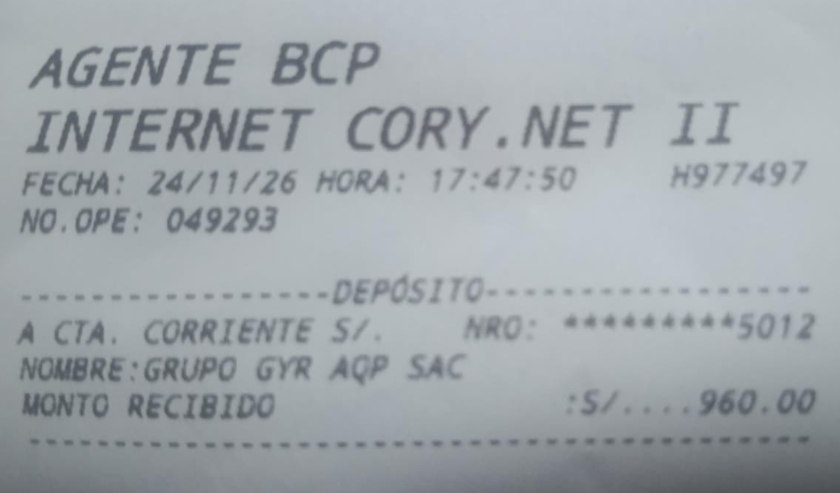 AGENTE BCP
INTERNET CORY.NET II
FECHA: 24/11/26 HORA: 17:47:50 H977497
NO.OPE: 049293
-----------------DEPÓSITO------------------
A CTA. CORRIENTE S/. NRO: *********5012
NOMBRE:GRUPO GYR AQP SAC
MONTO RECIBIDO :S/....960.00
--------------------------------------------